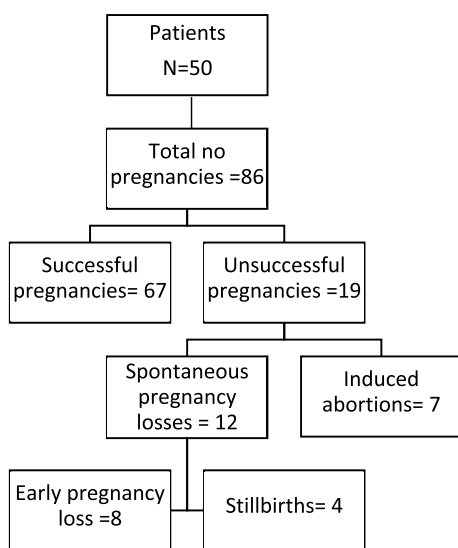 Patients
N=50
Total no
pregnancies =86
Successful
pregnancies= 67
Unsuccessful
pregnancies =19
Spontaneous
pregnancy
losses = 12
Induced
abortions= 7
Early pregnancy
loss =8
Stillbirths= 4